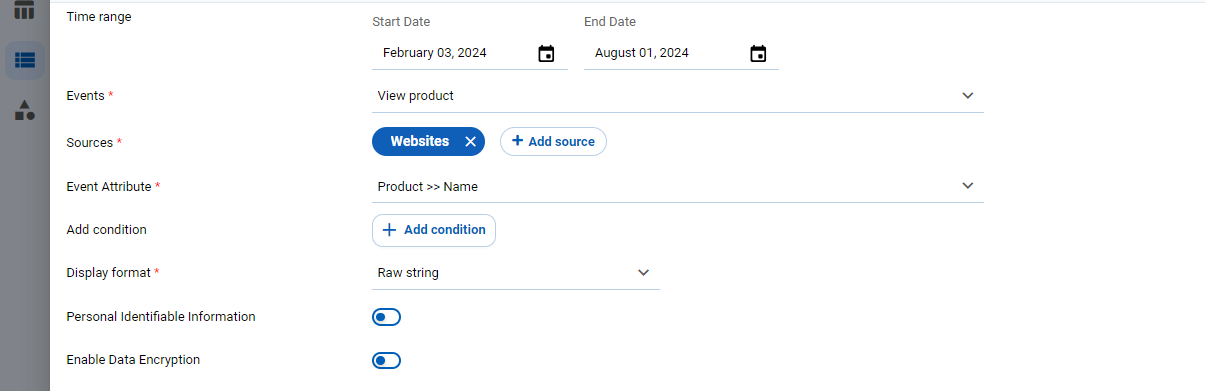 Time range
Start Date End Date
February 03, 2024 August 01, 2024
Events * View product
Sources * Websites × + Add source
Event Attribute * Product >> Name
Add condition + Add condition
Display format * Raw string
Personal Identifiable Information
Enable Data Encryption